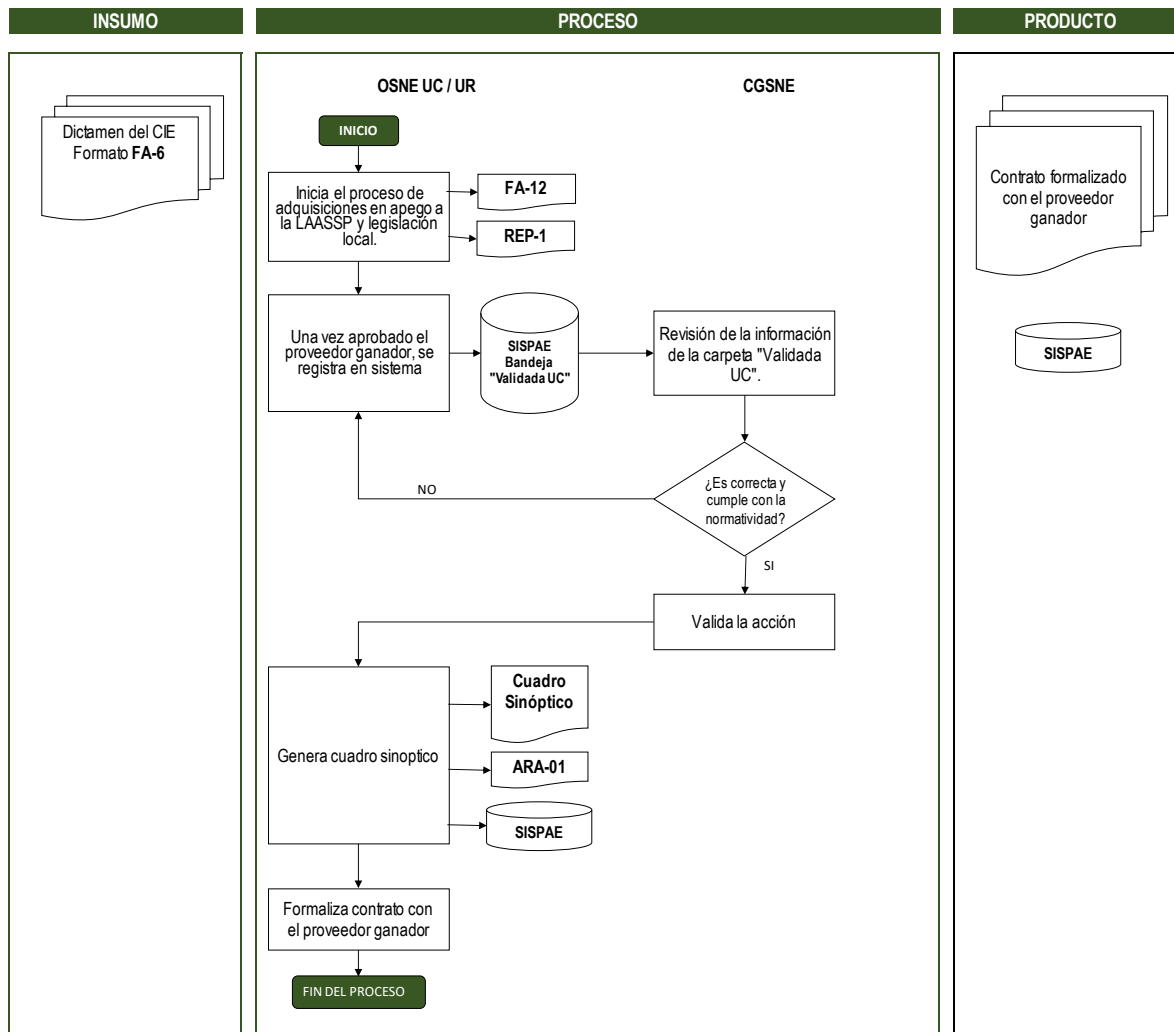 INSUMO
PROCESO
PRODUCTO
OSNE UC / UR
CGSNE
Dictamen del CIE
Formato FA-6
INICIO
Inicia el proceso de
adquisiciones en apego a
la LAASSP y legislación
local.
FA-12
REP-1
Contrato formalizado
con el proveedor
ganador
Una vez aprobado el
proveedor ganador, se
registra en sistema
SISPAE
Bandeja
"Validada UC"
Revisión de la información
de la carpeta "Validada
UC".
SISPAE
¿Es correcta y
cumple con la
normatividad?
NO
SI
Valida la acción
Genera cuadro sinoptico
Cuadro
Sinóptico
ARA-01
SISPAE
Formaliza contrato con
el proveedor ganador
FIN DEL PROCESO